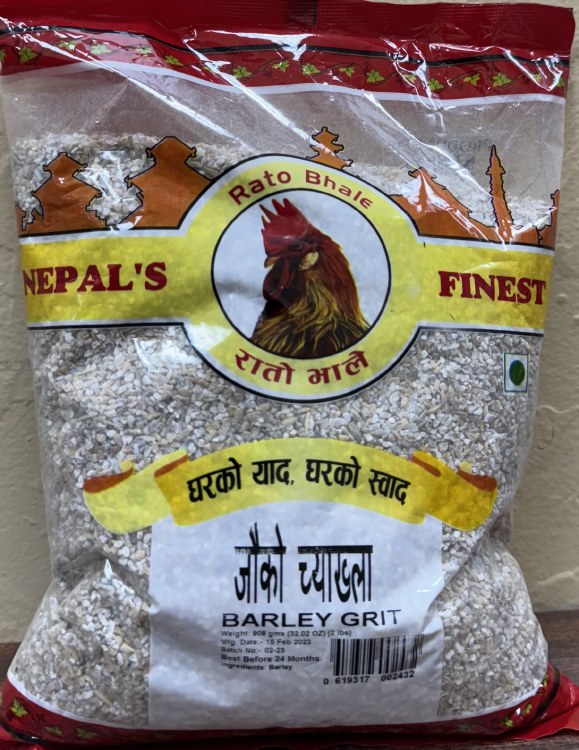 Rato Bhale
NEPAL'S
FINEST
रातो भाले
घरको याद, घरको स्वाद
जौको च्याख्ला
BARLEY GRIT
Weight: 908 gms (32.02 OZ) (2 lbs)
Mfg. Date:- 15 Feb 2023
Batch No:- 02-23
Best Before 24 Months
Ingredients Barley
0 619317 002432